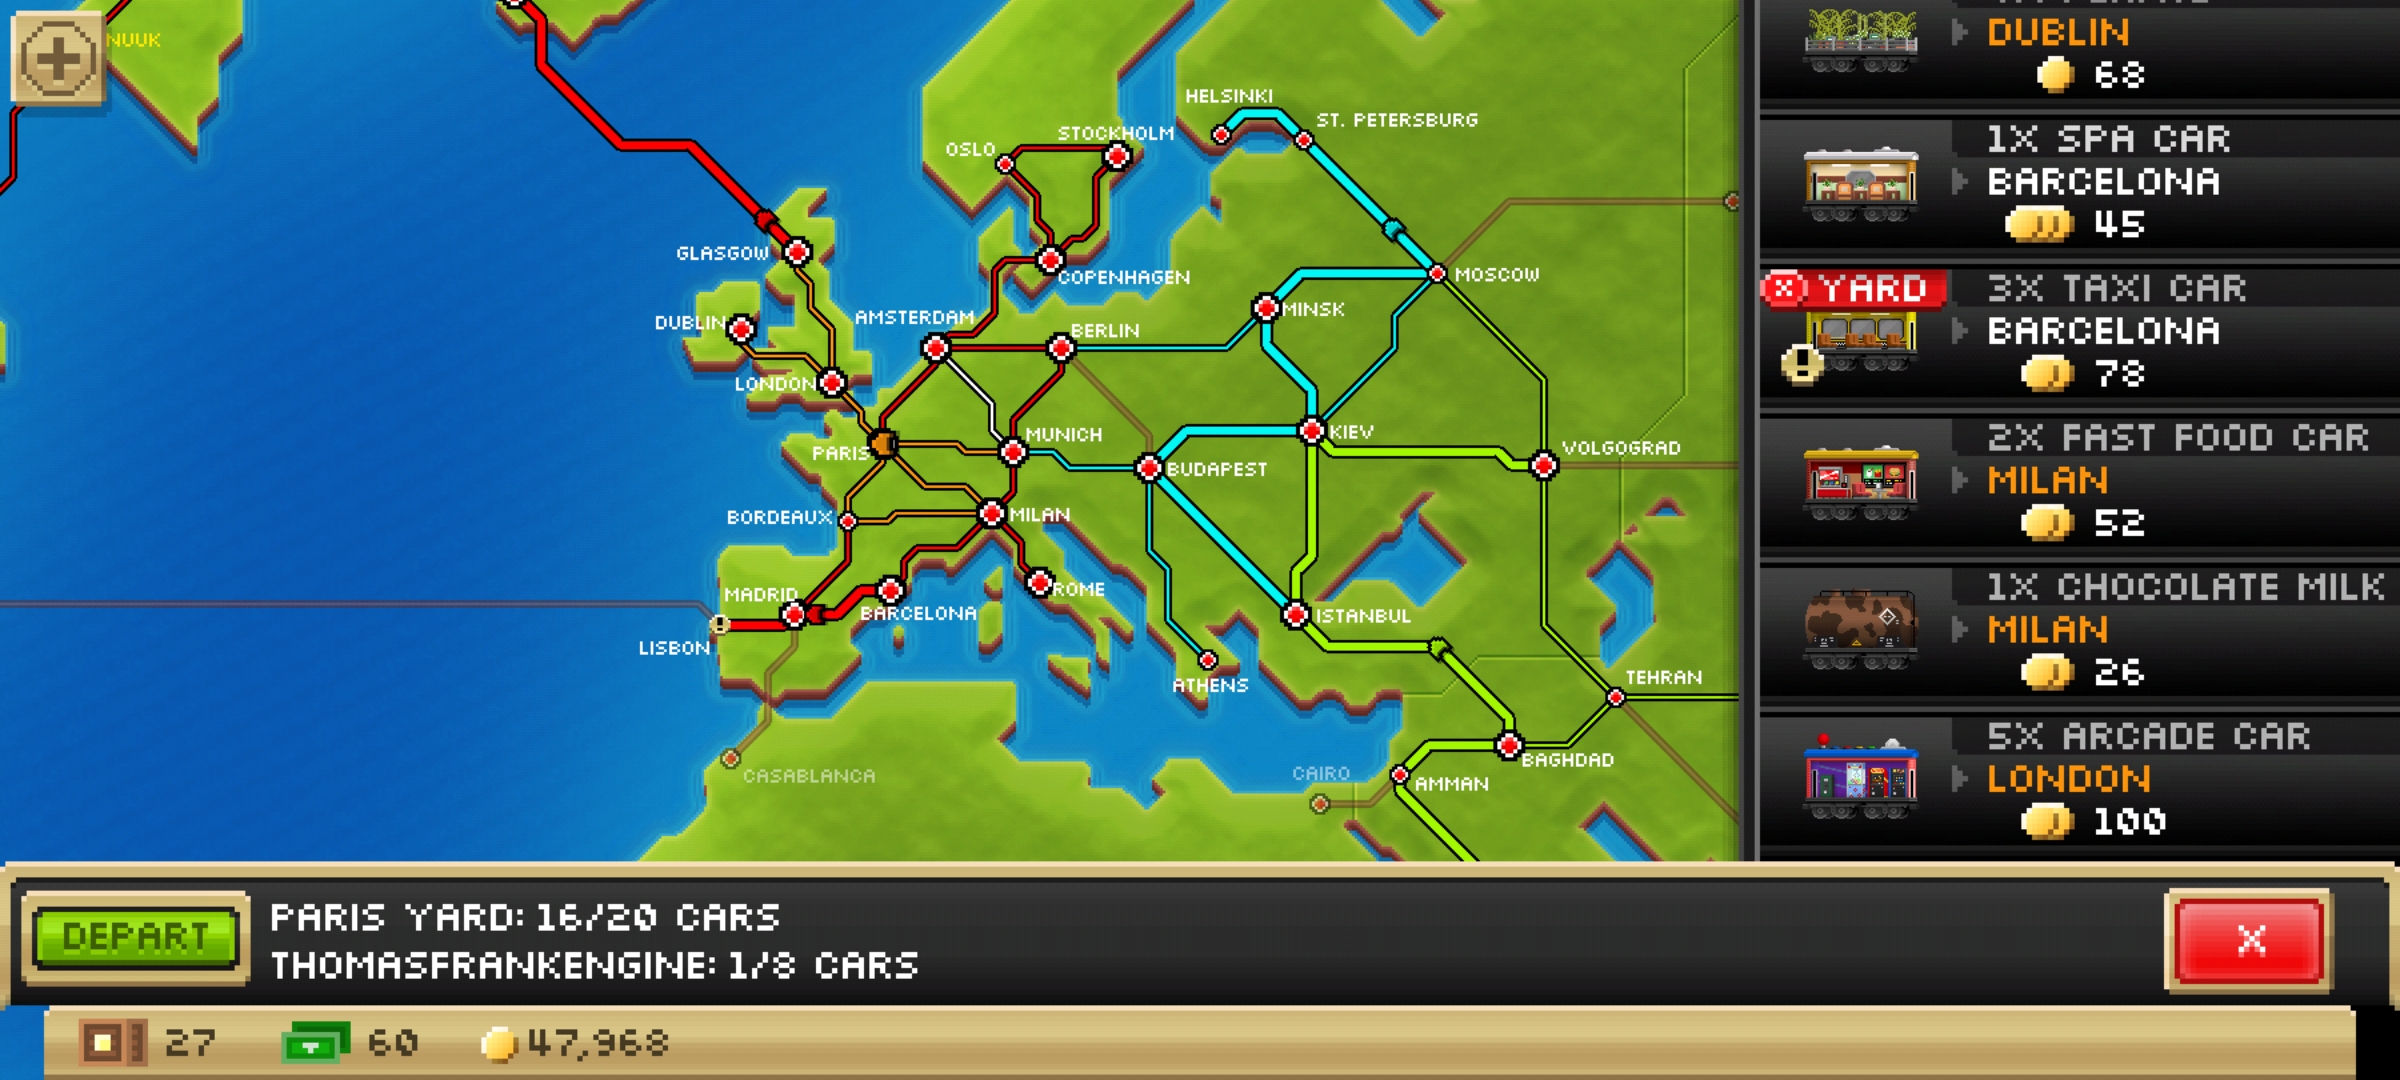 NUUK
HELSINKI
ST. PETERSBURG
STOCKHOLM
OSLO
GLASGOW
COPENHAGEN
MOSCOW
MINSK
DUBLIN
AMSTERDAM
BERLIN
LONDON
MUNICH
KIEV
VOLGOGRAD
PARIS
BUDAPEST
BORDEAUX
MILAN
MADRID
ROME
BARCELONA
ISTANBUL
LISBON
ATHENS
TEHRAN
CASABLANCA
CAIRO
AMMAN
BAGHDAD
DUBLIN
68
1X SPA CAR
BARCELONA
45
YARD
3X TAXI CAR
BARCELONA
78
2X FAST FOOD CAR
MILAN
52
1X CHOCOLATE MILK
MILAN
26
5X ARCADE CAR
LONDON
100
DEPART
PARIS YARD: 16/20 CARS
THOMASFRANKENGINE: 1/8 CARS
X
27
60
47,968